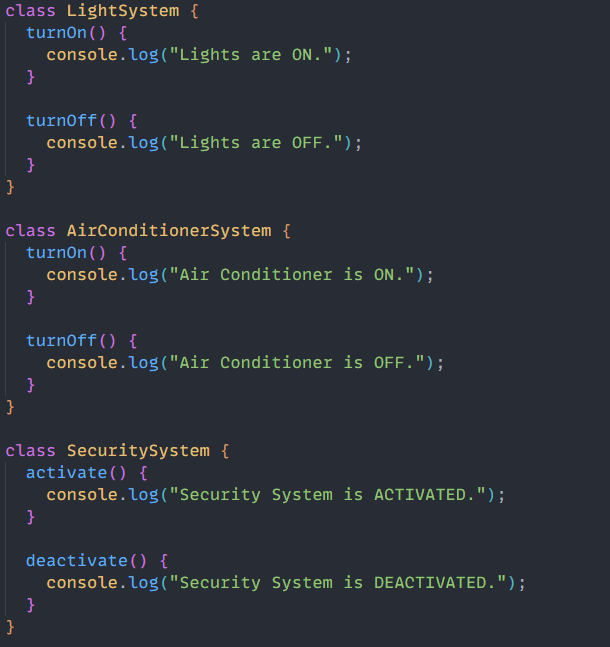 class LightSystem {
  turnOn() {
    console.log("Lights are ON.");
  }

  turnOff() {
    console.log("Lights are OFF.");
  }
}

class AirConditionerSystem {
  turnOn() {
    console.log("Air Conditioner is ON.");
  }

  turnOff() {
    console.log("Air Conditioner is OFF.");
  }
}

class SecuritySystem {
  activate() {
    console.log("Security System is ACTIVATED.");
  }

  deactivate() {
    console.log("Security System is DEACTIVATED.");
  }
}